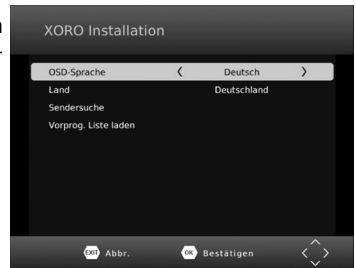 XORO Installation
OSD-Sprache < Deutsch >
Land Deutschland
Sendersuche
Vorprog. Liste laden
EXIT Abbr. OK Bestätigen